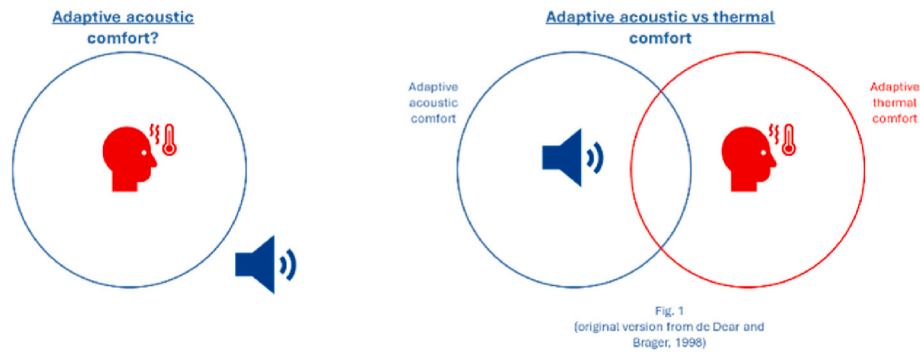 Adaptive acoustic
comfort?
Adaptive acoustic vs thermal
comfort
Adaptive
acoustic
comfort
Adaptive
thermal
comfort
Fig. 1
(original version from de Dear and
Brager, 1998)